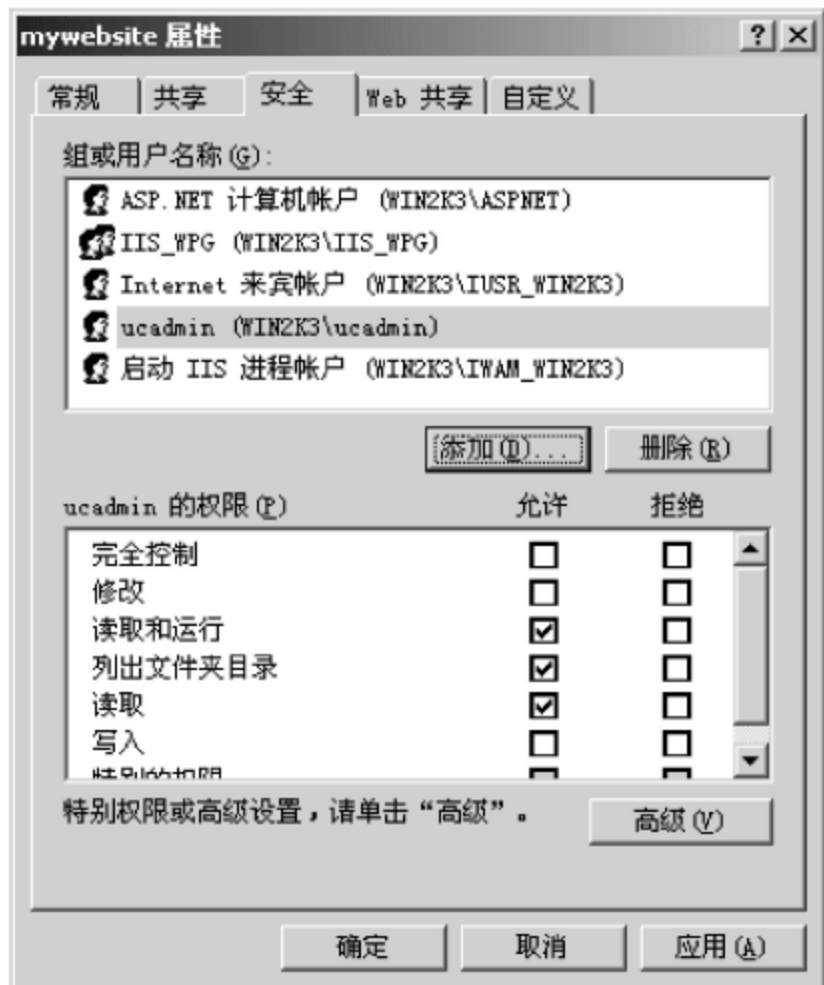 mywebsite 属性
常规 共享 安全 Web 共享 自定义
组或用户名称(G):
ASP.NET 计算机帐户 (WIN2K3\ASPNET)
IIS_WPG (WIN2K3\IIS_WPG)
Internet 来宾帐户 (WIN2K3\IUSR_WIN2K3)
ucadmin (WIN2K3\ucadmin)
启动 IIS 进程帐户 (WIN2K3\IWAM_WIN2K3)
添加(D)... 删除(R)
ucadmin 的权限(P) 允许 拒绝
完全控制
修改
读取和运行
列出文件夹目录
读取
写入
特别的权限
特别权限或高级设置，请单击“高级”。 高级(V)
确定 取消 应用(A)